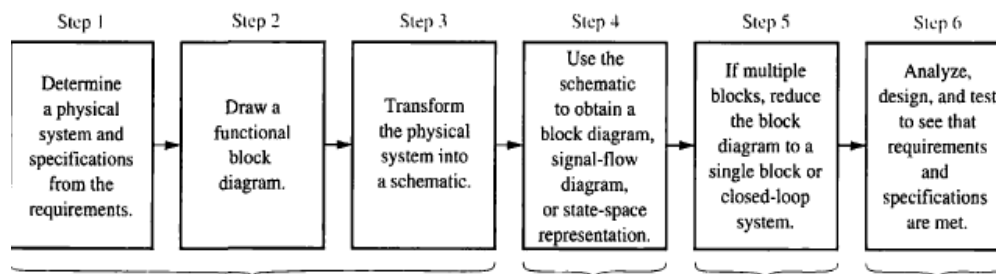 Step 1
Step 2
Step 3
Step 4
Step 5
Step 6
Determine
a physical
system and
specifications
from the
requirements.
Draw a
functional
block
diagram.
Transform
the physical
system into
a schematic.
Use the
schematic
to obtain a
block diagram,
signal-flow
diagram,
or state-space
representation.
If multiple
blocks, reduce
the block
diagram to a
single block or
closed-loop
system.
Analyze,
design, and test
to see that
requirements
and
specifications
are met.